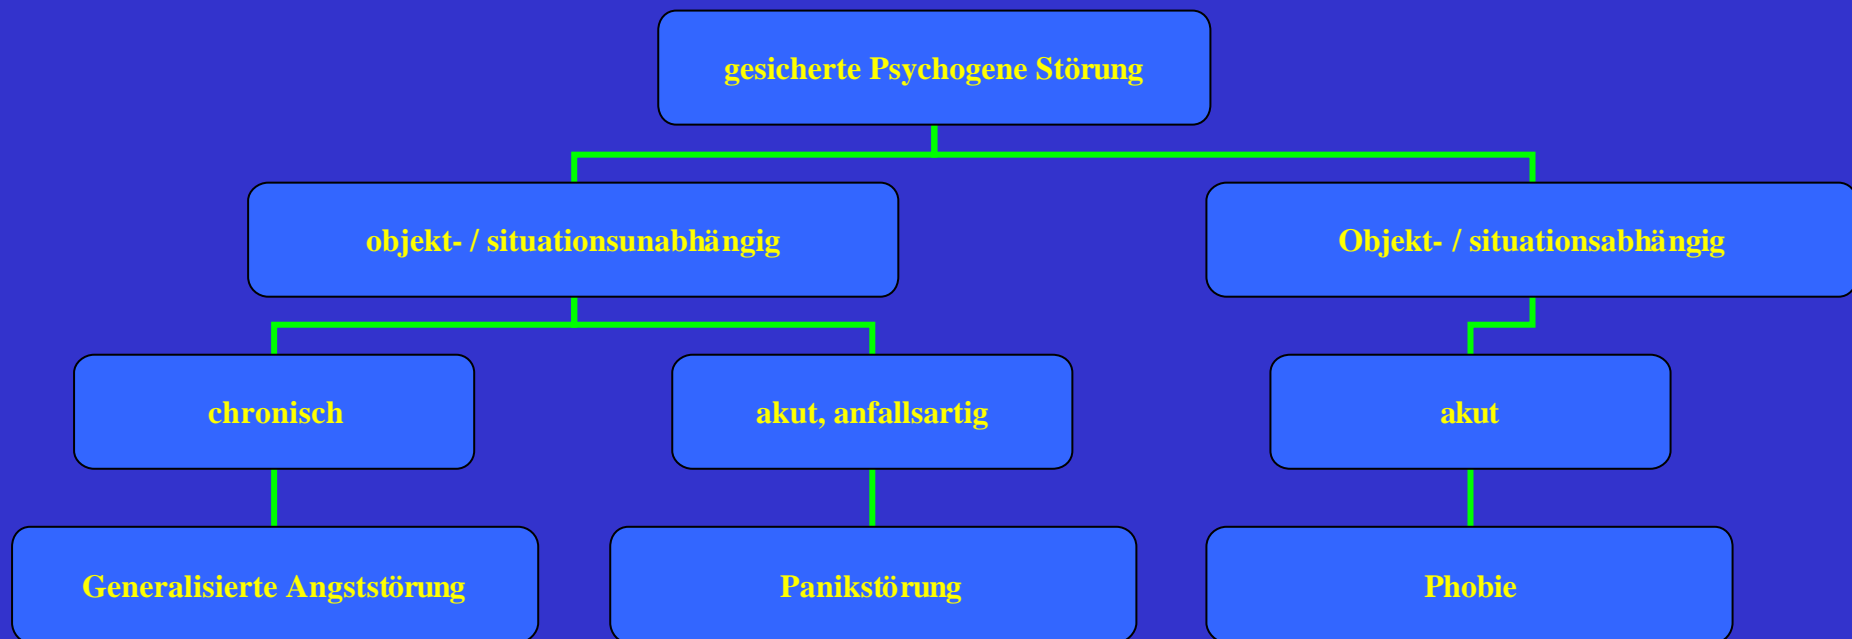 gesicherte Psychogene Störung
objekt- / situationsunabhängig
Objekt- / situationsabhängig
chronisch
akut, anfallsartig
akut
Generalisierte Angststörung
Panikstörung
Phobie